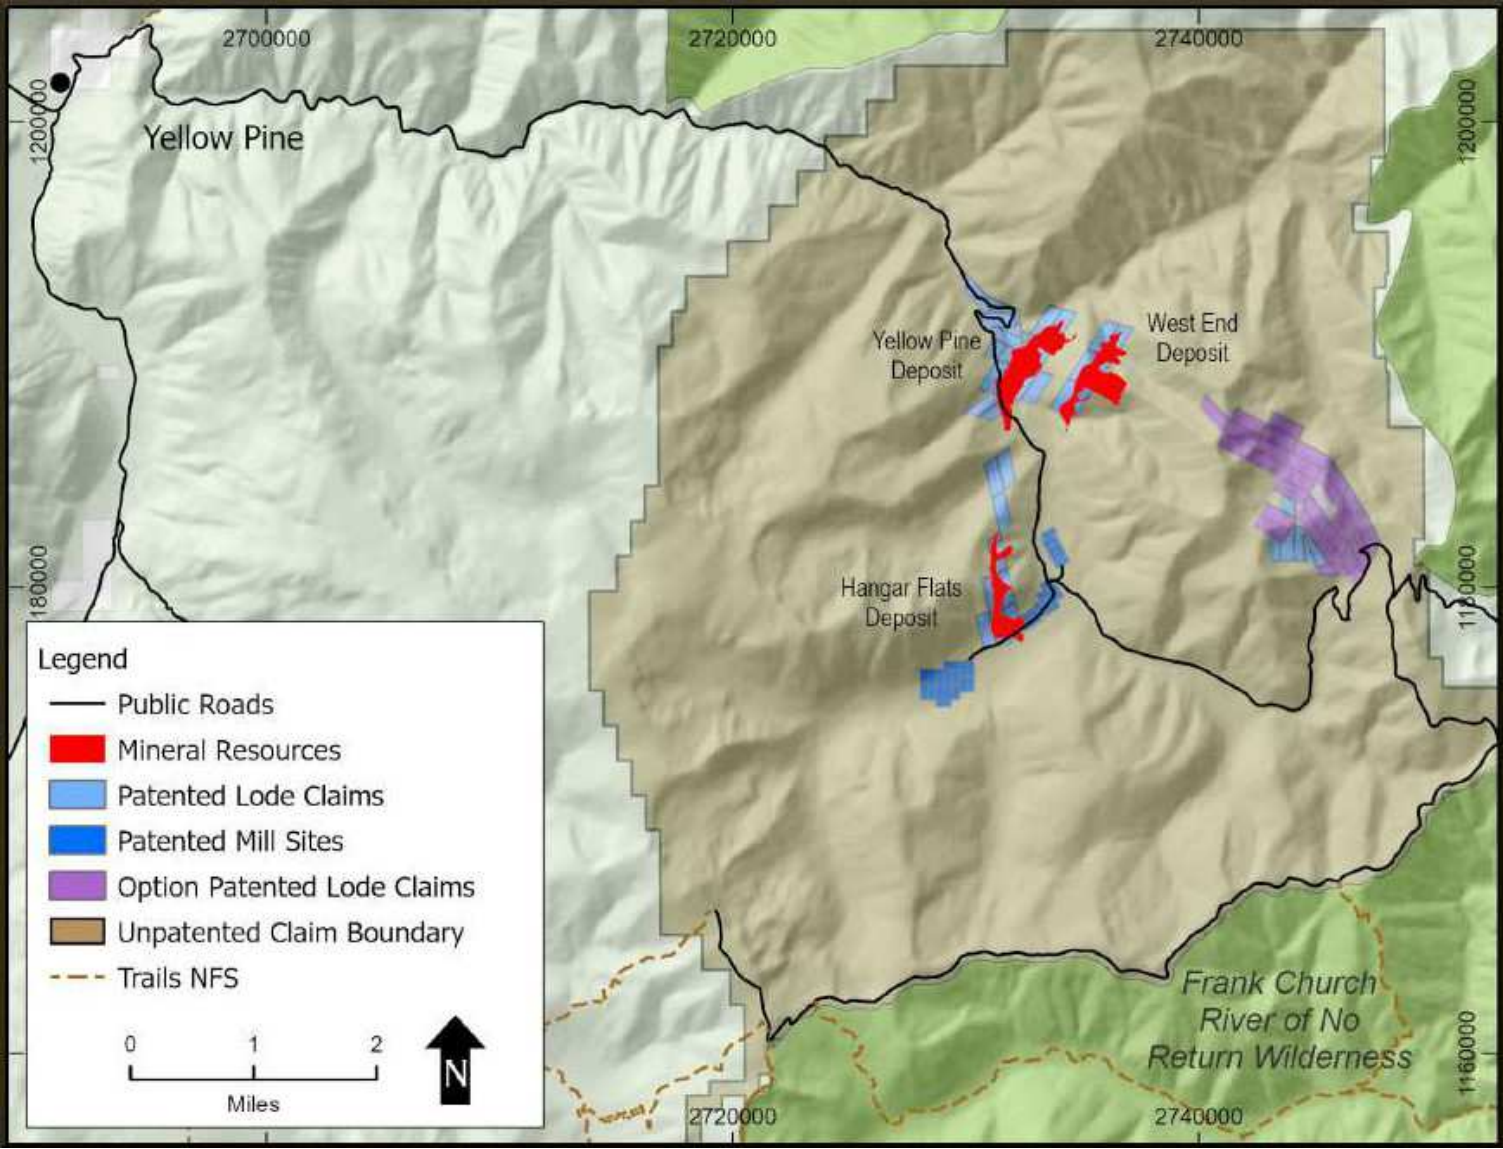 2700000
2720000
2740000
1200000
1200000
Yellow Pine
Yellow Pine
Deposit
West End
Deposit
180000
1180000
Hangar Flats
Deposit
Legend
Public Roads
Mineral Resources
Patented Lode Claims
Patented Mill Sites
Option Patented Lode Claims
Unpatented Claim Boundary
Trails NFS
0 1 2
Miles
N
Frank Church
River of No
Return Wilderness
1160000
2720000
2740000